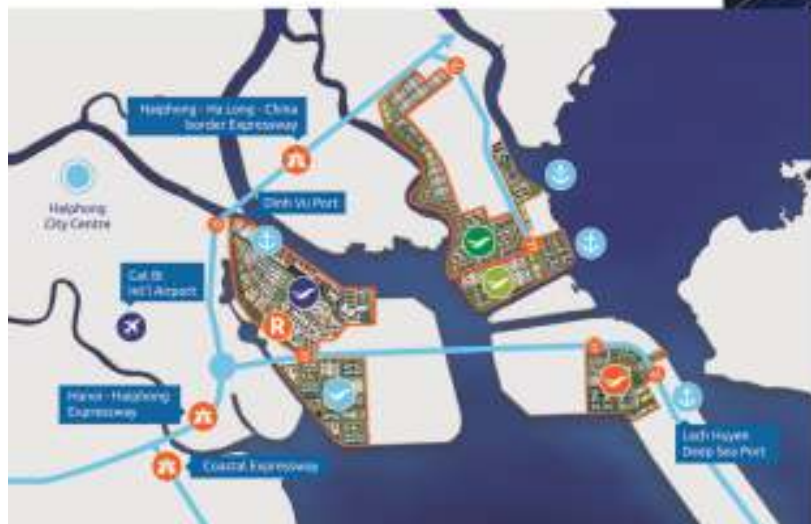 Haiphong - Ha Long - China
border Expressway
Dinh Vu Port
Haiphong
City Centre
Cat Bi
Int'l Airport
R
Hanoi - Haiphong
Expressway
Coastal Expressway
Lach Huyen
Deep Sea Port